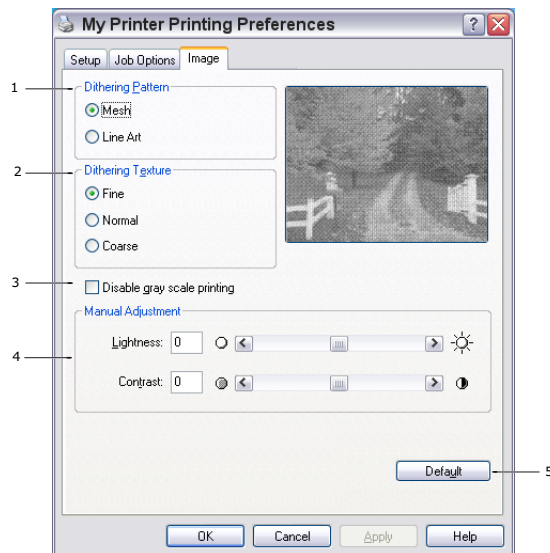 My Printer Printing Preferences
Setup Job Options Image
1
Dithering Pattern
Mesh
Line Art
2
Dithering Texture
Fine
Normal
Coarse
3
Disable gray scale printing
Manual Adjustment
4
Lightness: 0
Contrast: 0
Default
5
OK Cancel Apply Help